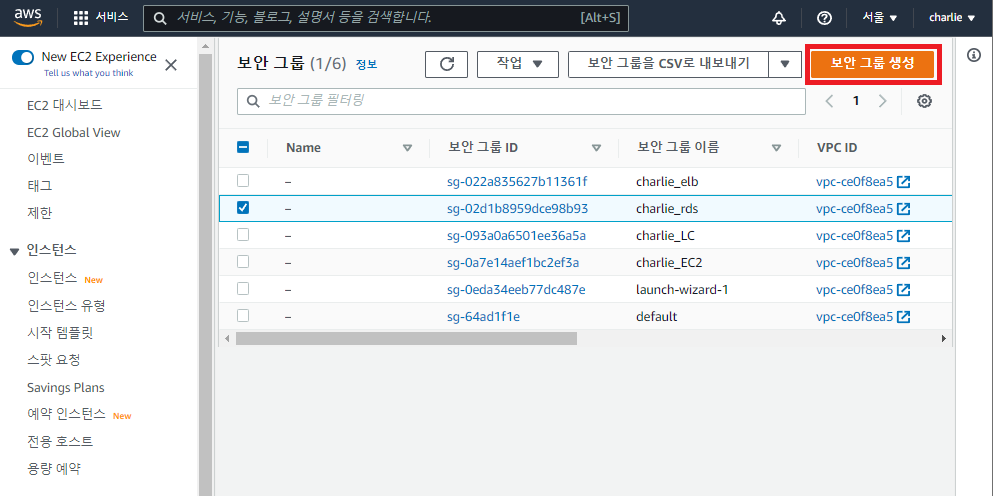 aws 서비스 서비스, 기능, 블로그, 설명서 등을 검색합니다. [Alt+S] 서울 ▼ charlie ▼
New EC2 Experience
Tell us what you think
EC2 대시보드
EC2 Global View
이벤트
태그
제한
인스턴스
인스턴스 New
인스턴스 유형
시작 템플릿
스팟 요청
Savings Plans
예약 인스턴스 New
전용 호스트
용량 예약
보안 그룹 (1/6) 정보 작업 ▼ 보안 그룹을 CSV로 내보내기 ▼ 보안 그룹 생성
보안 그룹 필터링 1
Name 보안 그룹 ID 보안 그룹 이름 VPC ID
– sg-022a835627b11361f charlie_elb vpc-ce0f8ea5
– sg-02d1b8959dce98b93 charlie_rds vpc-ce0f8ea5
– sg-093a0a6501ee36a5a charlie_LC vpc-ce0f8ea5
– sg-0a7e14aef1bc2ef3a charlie_EC2 vpc-ce0f8ea5
– sg-0eda34eeb77dc487e launch-wizard-1 vpc-ce0f8ea5
– sg-64ad1f1e default vpc-ce0f8ea5